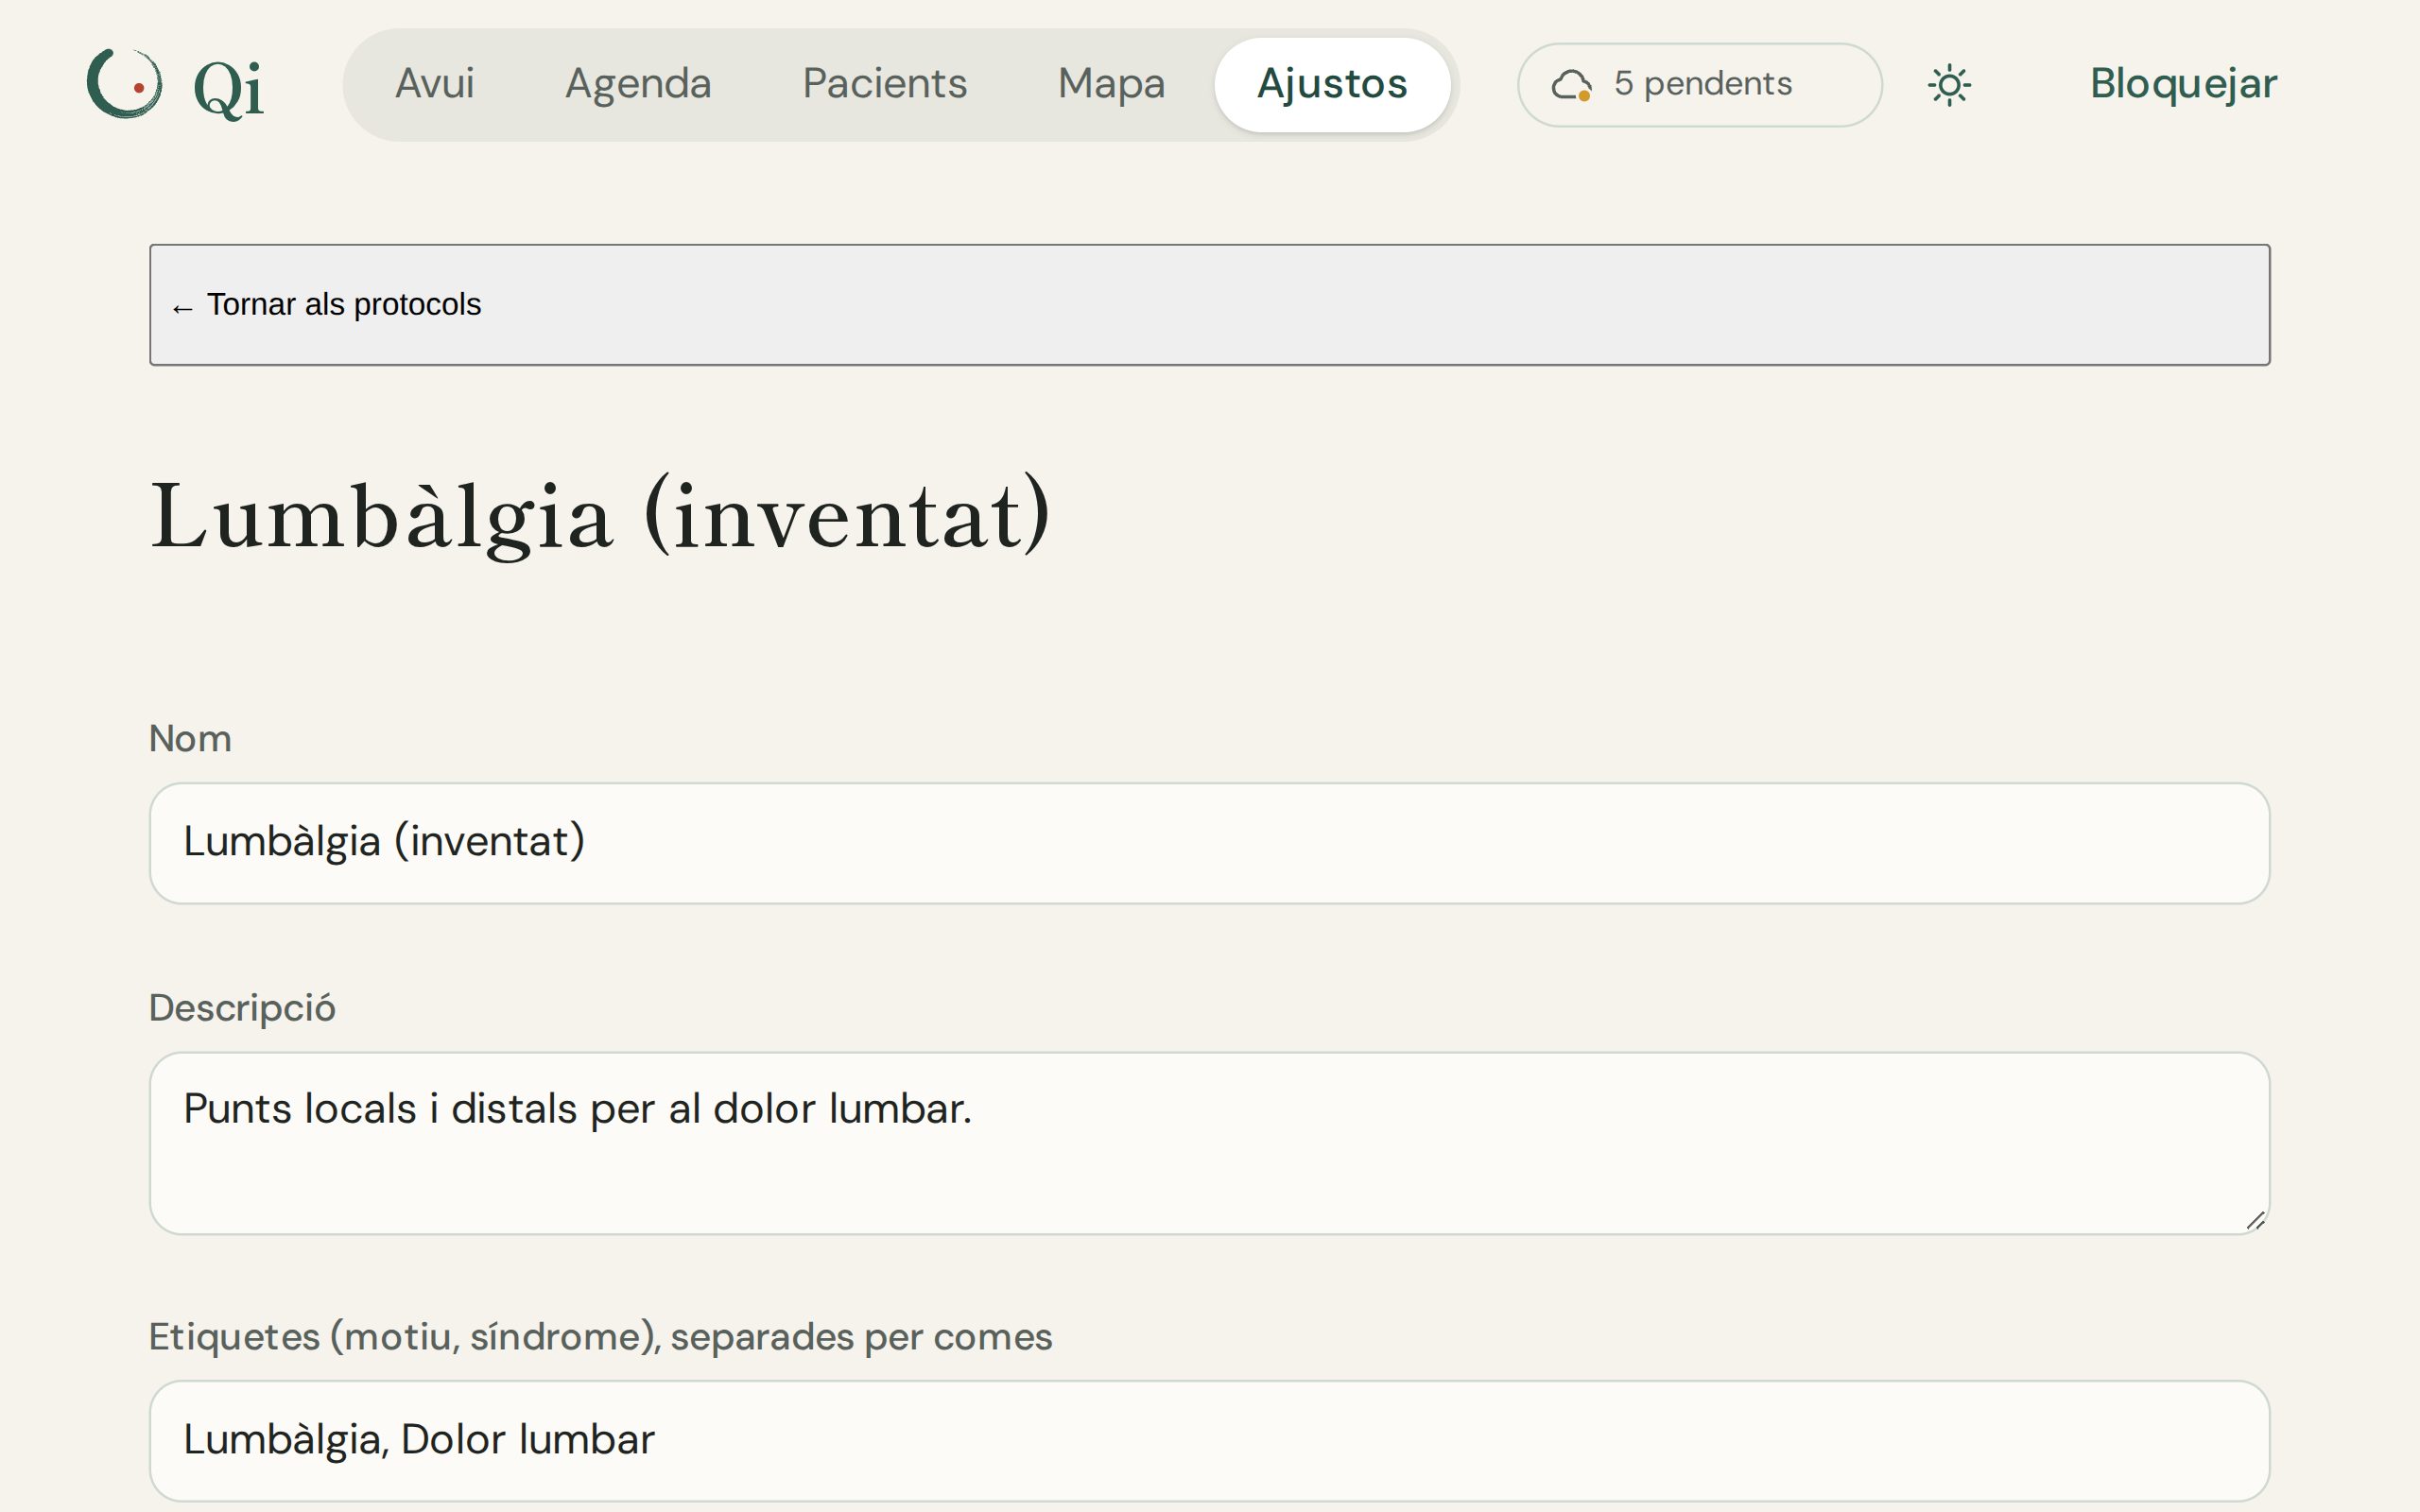 Qi
Avui
Agenda
Pacients
Mapa
Ajustos
5 pendents
Bloquejar
← Tornar als protocols
Lumbàlgia (inventat)
Nom
Lumbàlgia (inventat)
Descripció
Punts locals i distals per al dolor lumbar.
Etiquetes (motiu, síndrome), separades per comes
Lumbàlgia, Dolor lumbar